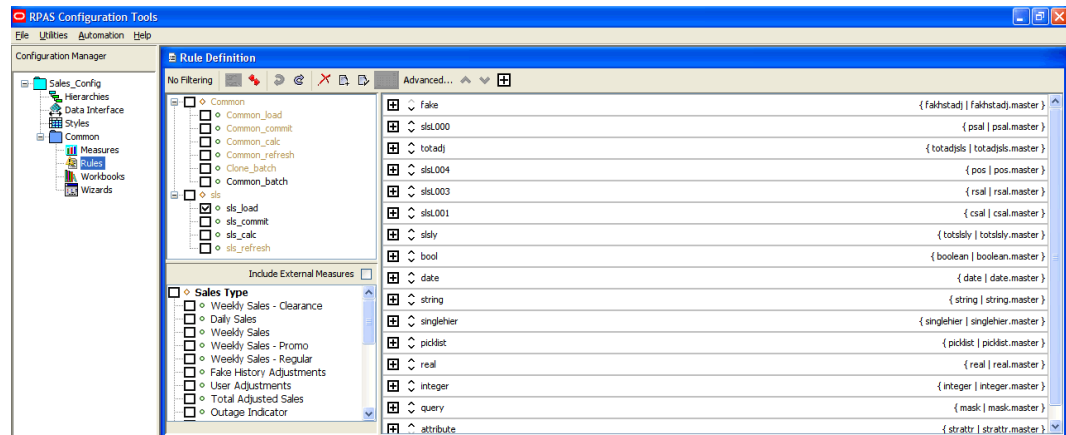 RPAS Configuration Tools
File Utilities Automation Help
Configuration Manager
Sales_Config
Hierarchies
Data Interface
Styles
Common
Measures
Rules
Workbooks
Wizards
Rule Definition
No Filtering Advanced...
Common
Common_load
Common_commit
Common_calc
Common_refresh
Clone_batch
Common_batch
sls
sls_load
sls_commit
sls_calc
sls_refresh
Include External Measures
Sales Type
Weekly Sales - Clearance
Daily Sales
Weekly Sales
Weekly Sales - Promo
Weekly Sales - Regular
Fake History Adjustments
User Adjustments
Total Adjusted Sales
Outage Indicator
fake { fakhstadj | fakhstadj.master }
slsL000 { psal | psal.master }
totadj { totadjsls | totadjsls.master }
slsL004 { pos | pos.master }
slsL003 { rsal | rsal.master }
slsL001 { csal | csal.master }
slsly { totslsly | totslsly.master }
bool { boolean | boolean.master }
date { date | date.master }
string { string | string.master }
singlehier { singlehier | singlehier.master }
picklist { picklist | picklist.master }
real { real | real.master }
integer { integer | integer.master }
query { mask | mask.master }
attribute { strattr | strattr.master }